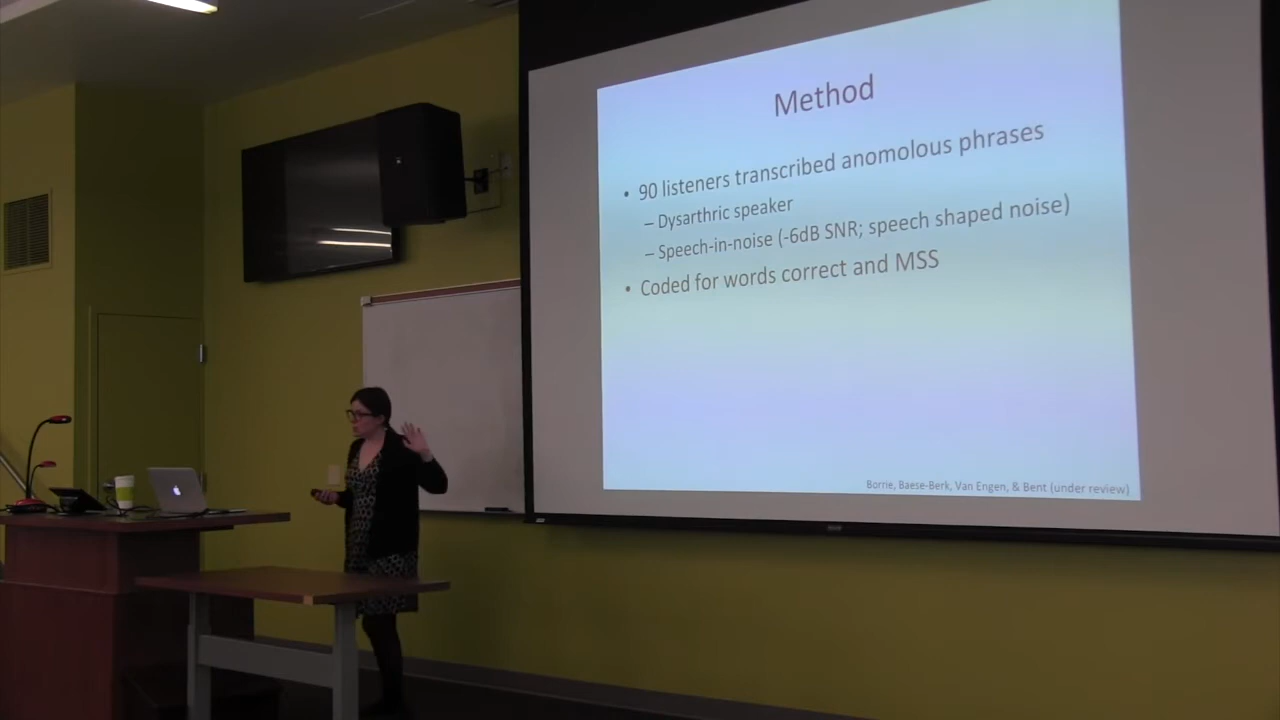 Method
• 90 listeners transcribed anomolous phrases
– Dysarthric speaker
– Speech-in-noise (-6dB SNR; speech shaped noise)
• Coded for words correct and MSS
Borrie, Baese-Berk, Van Engen, & Bent (under review)